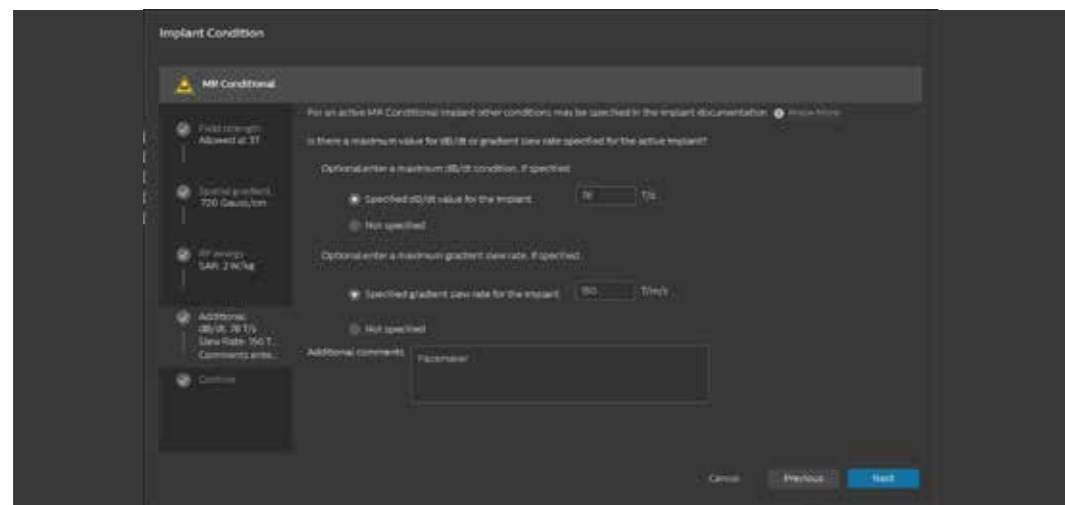 Implant Condition
MR Conditional
For an active MR Conditional implant other conditions may be specified in the implant documentation Know More
Field strength
Allowed at 3T
Is there a maximum value for dB/dt or gradient slew rate specified for the active implant?
Optional enter a maximum dB/dt condition, if specified
Spatial gradient
720 Gauss/cm
Specified dB/dt value for the implant 78 T/s
Not specified
RF energy
SAR: 2 W/kg
Optional enter a maximum gradient slew rate, if specified.
Specified gradient slew rate for the implant 150 T/m/s
Additional
dB/dt: 78 T/s
Slew Rate: 150 T...
Comments ente...
Not specified
Additional comments Pacemaker
Confirm
Cancel Previous Next